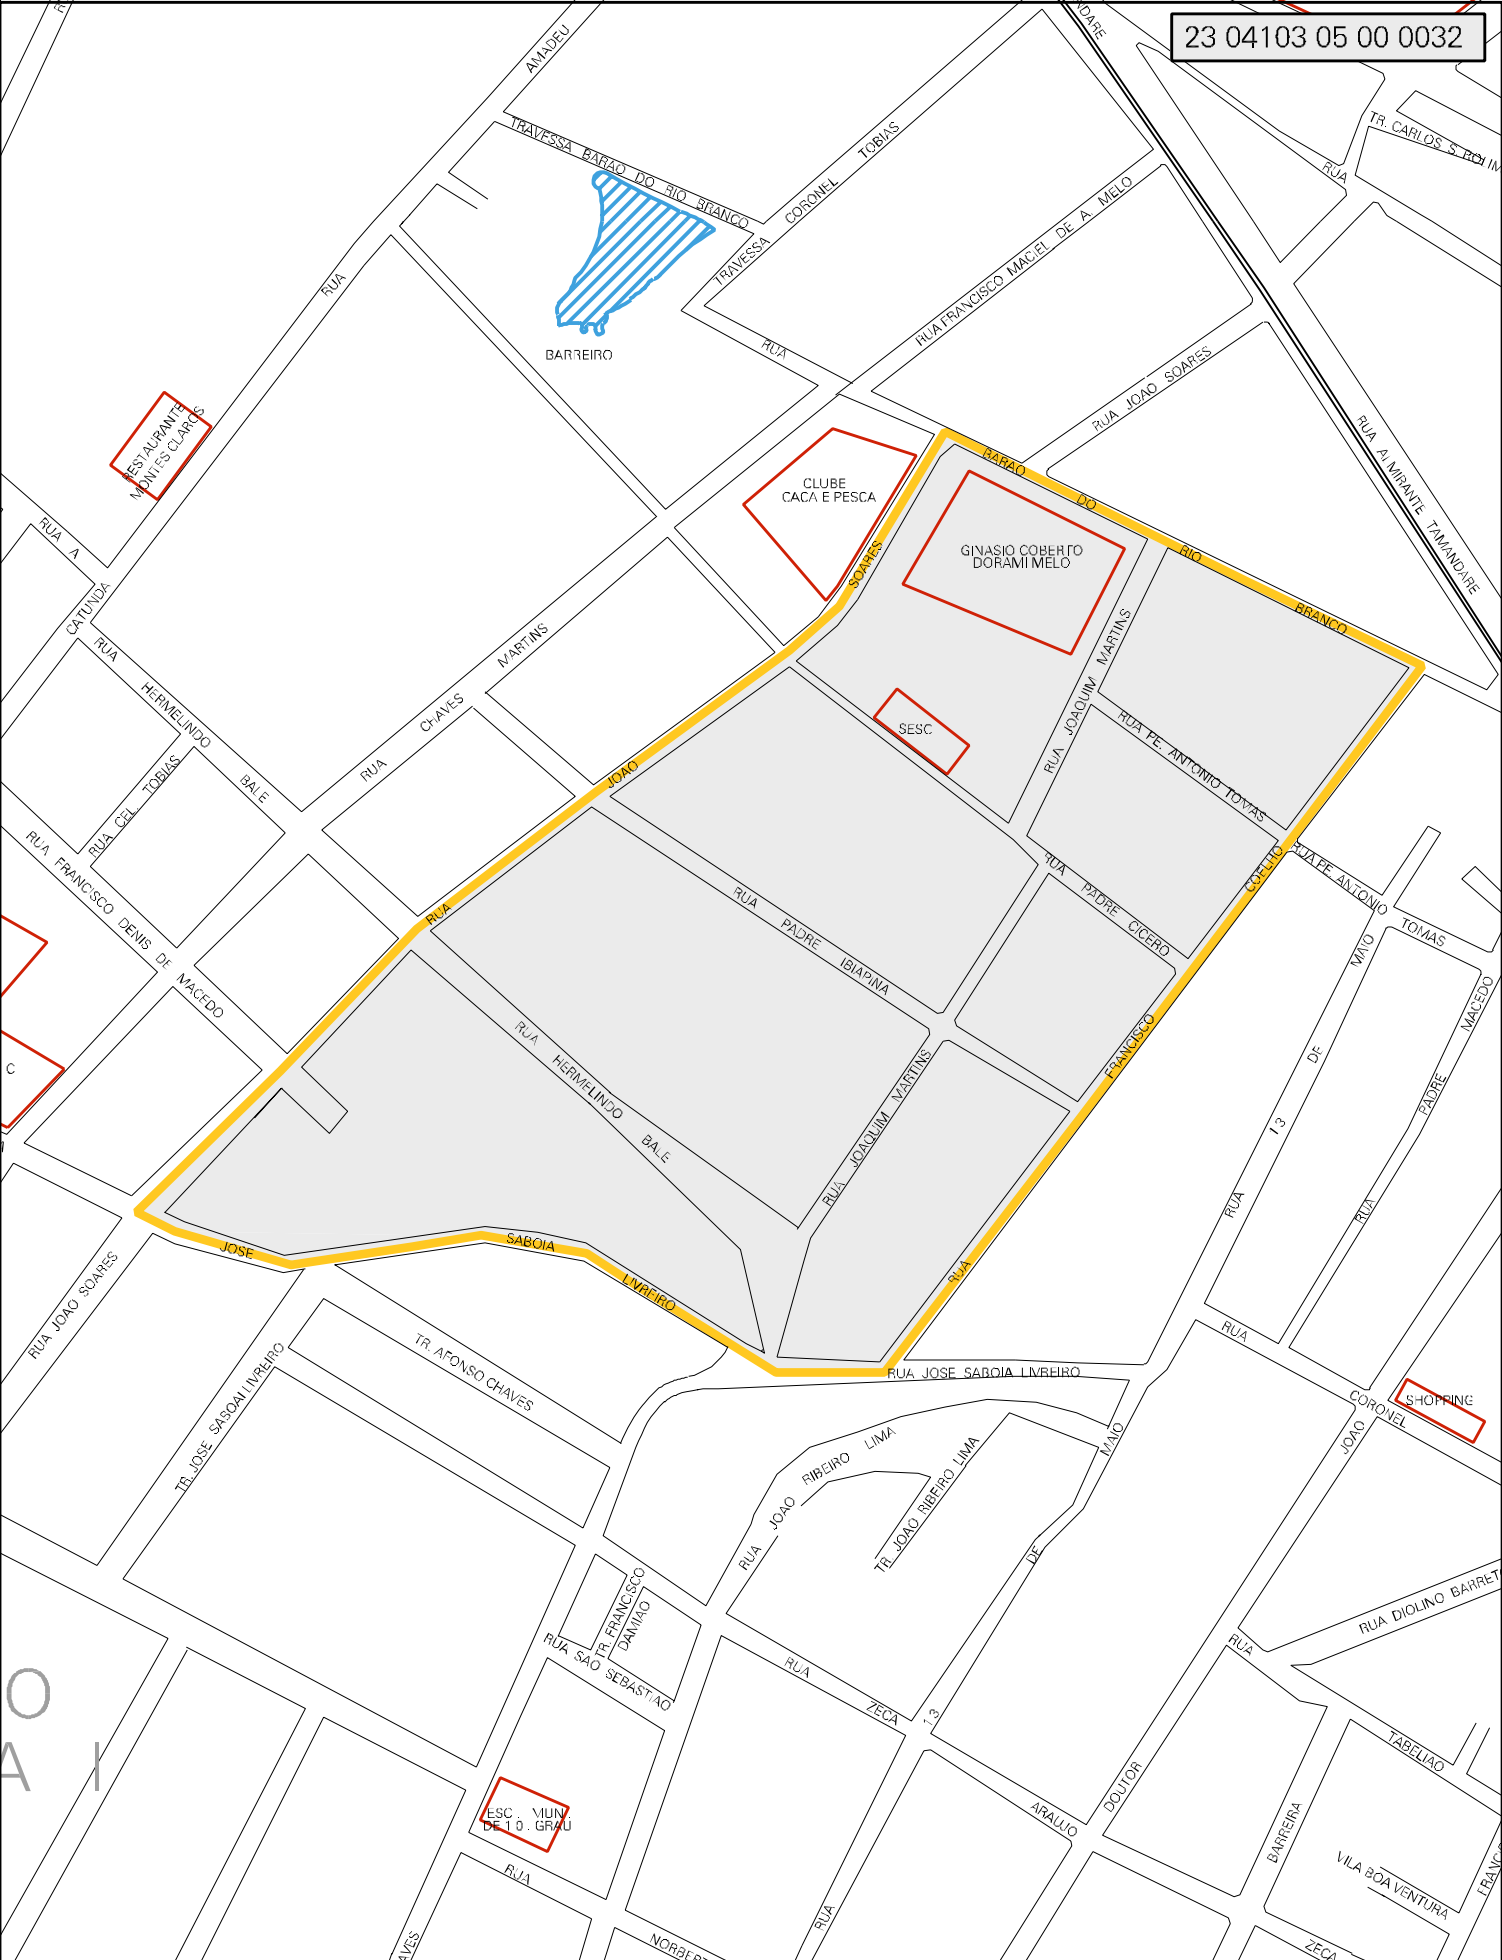 23 04103 05 00 0032
AMADEU
TRAVESSA BARAO DO RIO BRANCO
TRAVESSA CORONEL TOBIAS
RUA FRANCISCO MACIEL DE A. MELO
TR. CARLOS S. ROLIM
RUA
RUA
RUA
BARREIRO
RUA JOAO SOARES
RUA ALMIRANTE TAMANDARE
RESTAURANTE
MONTES CLAROS
CLUBE
CACA E PESCA
BARAO DO RIO BRANCO
GINASIO COBERTO
DORAMI MELO
SOARES
RUA A
CATUNDA
RUA HERMELINDO BALE
RUA CHAVES MARTINS
RUA JOAQUIM MARTINS
SESC
RUA PE. ANTONIO TOMAS
JOAO
RUA CEL. TOBIAS
RUA FRANCISCO DENIS DE MACEDO
RUA
RUA PADRE CICERO
COELHO
RUA PE. ANTONIO TOMAS
RUA PADRE IBIAPINA
MAIO
DE
13
RUA
MACEDO
PADRE
RUA
FRANCISCO
RUA
C
RUA HERMELINDO BALE
RUA JOAQUIM MARTINS
JOSE SABOIA LIVREIRO
RUA JOAO SOARES
TR. AFONSO CHAVES
TR. JOSE SASOAI LIVREIRO
RUA JOSE SABOIA LIVREIRO
RUA CORONEL
SHOPPING
JOAO
MAIO
RUA JOAO RIBEIRO LIMA
TR. JOAO RIBEIRO LIMA
DE
TR. FRANCISCO
DAMIAO
RUA SAO SEBASTIAO
RUA DIOLINO BARRETO
RUA ZECA
13
RUA TABELIAO
O
A I
ESC. MUN.
DE 1 0. GRAU
ARAUJO
DOUTOR
BARREIRA
VILA BOA VENTURA
RUA
RUA
ZECA